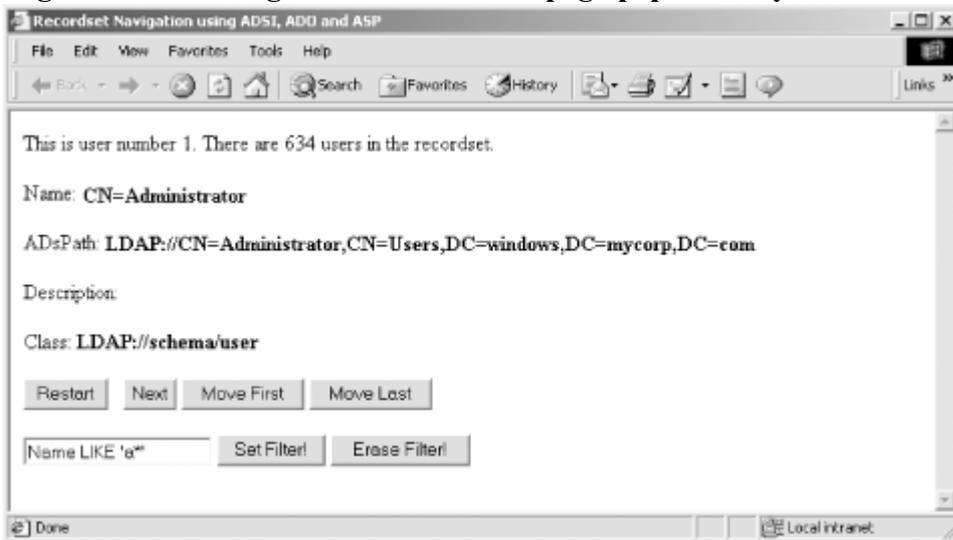 Recordset Navigation using ADSI, ADO and ASP
File Edit View Favorites Tools Help
Back Search Favorites History Links »
This is user number 1. There are 634 users in the recordset.
Name: CN=Administrator
ADsPath: LDAP://CN=Administrator,CN=Users,DC=windows,DC=mycorp,DC=com
Description:
Class: LDAP://schema/user
Restart Next Move First Move Last
Name LIKE 'a*' Set Filter! Erase Filter!
Done Local intranet